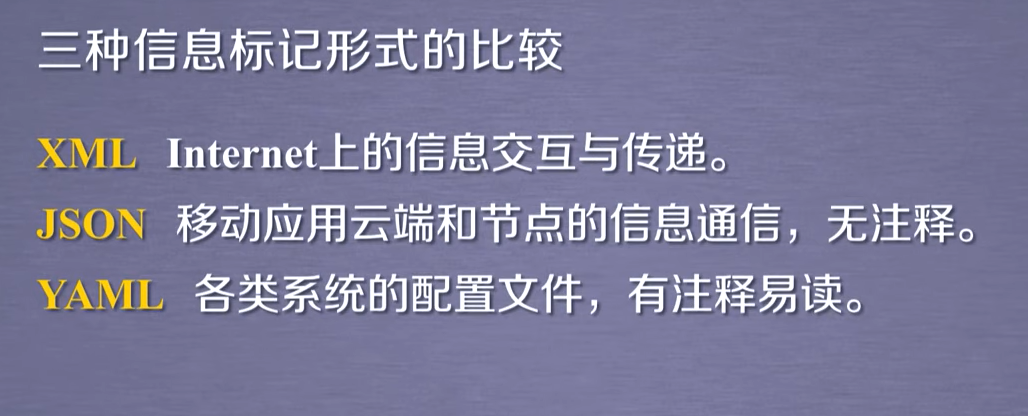 三种信息标记形式的比较
XML Internet上的信息交互与传递。
JSON 移动应用云端和节点的信息通信，无注释。
YAML 各类系统的配置文件，有注释易读。